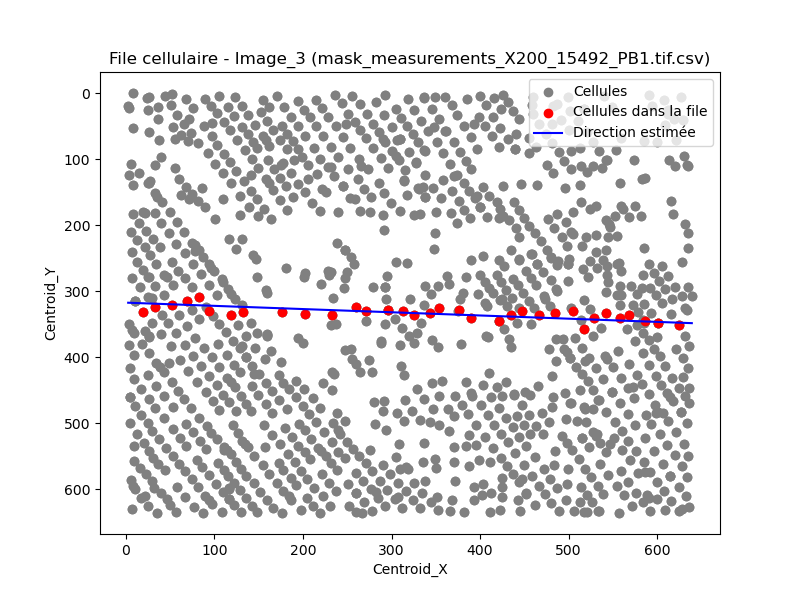 File cellulaire - Image_3 (mask_measurements_X200_15492_PB1.tif.csv)
Cellules
Cellules dans la file
Direction estimée
0
100
200
300
400
500
600
Centroid_Y
0 100 200 300 400 500 600
Centroid_X